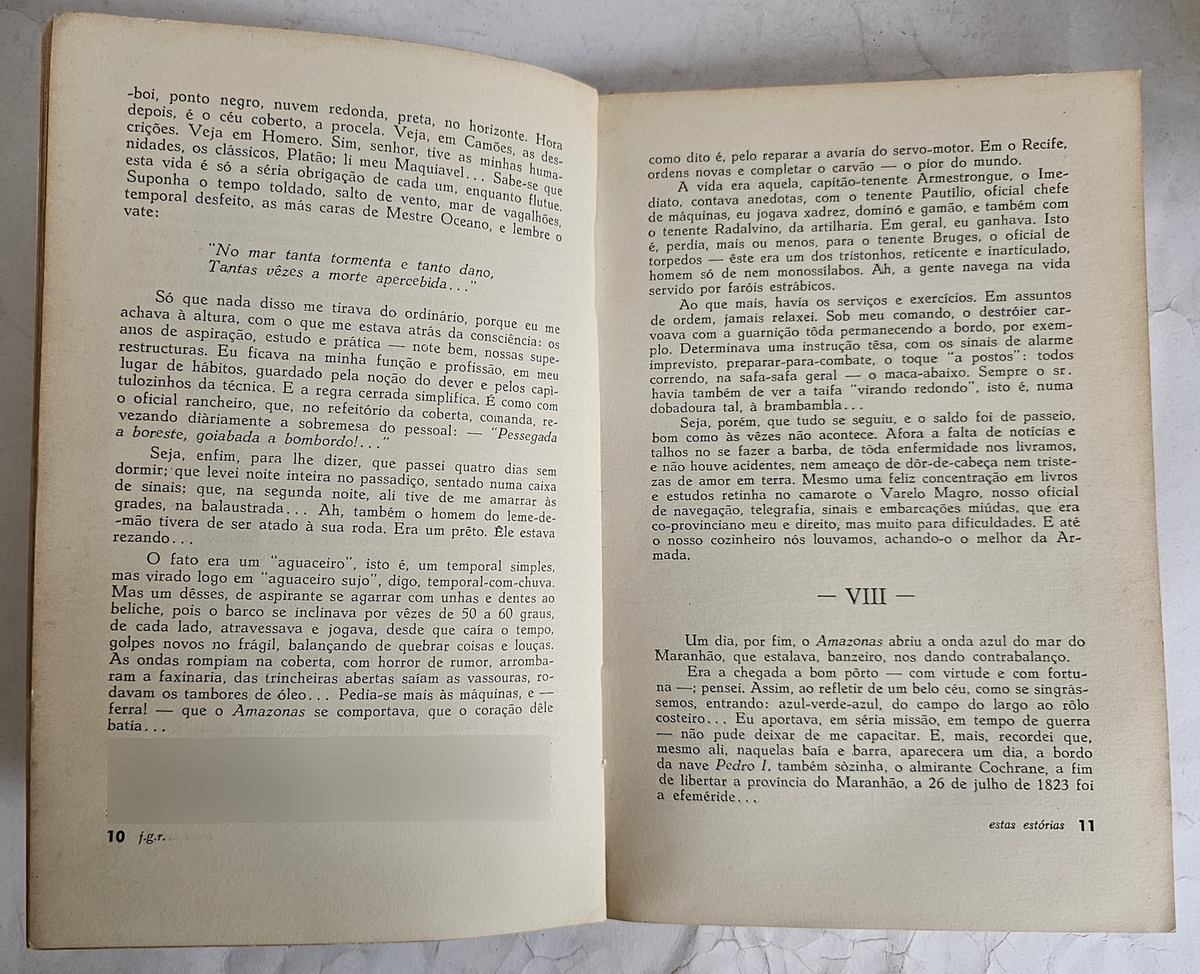 -boi, ponto negro, nuvem redonda, preta, no horizonte. Hora
depois, é o céu coberto, a procela. Veja, em Camões, as des-
crições. Veja em Homero. Sim, senhor, tive as minhas huma-
nidades, os clássicos, Platão; li meu Maquiavel... Sabe-se que
esta vida é só a séria obrigação de cada um, enquanto flutue.
Suponha o tempo toldado, salto de vento, mar de vagalhões,
temporal desfeito, as más caras de Mestre Oceano, e lembre o
vate:
"No mar tanta tormenta e tanto dano,
Tantas vêzes a morte apercebida..."
Só que nada disso me tirava do ordinário, porque eu me
achava à altura, com o que me estava atrás da consciência: os
anos de aspiração, estudo e prática — note bem, nossas supe-
restructuras. Eu ficava na minha função e profissão, em meu
lugar de hábitos, guardado pela noção do dever e pelos capi-
tulozinhos da técnica. E a regra cerrada simplifica. É como com
o oficial rancheiro, que, no refeitório da coberta, comanda, re-
vezando diàriamente a sobremesa do pessoal: — "Pessegada
a boreste, goiabada a bombordo!..."
Seja, enfim, para lhe dizer, que passei quatro dias sem
dormir; que levei noite inteira no passadiço, sentado numa caixa
de sinais; que, na segunda noite, ali tive de me amarrar às
grades, na balaustrada... Ah, também o homem do leme-de-
-mão tivera de ser atado à sua roda. Era um prêto. Êle estava
rezando...
O fato era um "aguaceiro", isto é, um temporal simples,
mas virado logo em "aguaceiro sujo", digo, temporal-com-chuva.
Mas um dêsses, de aspirante se agarrar com unhas e dentes ao
beliche, pois o barco se inclinava por vêzes de 50 a 60 graus,
de cada lado, atravessava e jogava, desde que caíra o tempo,
golpes novos no frágil, balançando de quebrar coisas e louças.
As ondas rompiam na coberta, com horror de rumor, arromba-
ram a faxinaria, das trincheiras abertas saíam as vassouras, ro-
davam os tambores de óleo... Pedia-se mais às máquinas, e —
ferra! — que o Amazonas se comportava, que o coração dêle
batia...
10 j.g.r.
como dito é, pelo reparar a avaria do servo-motor. Em o Recife,
ordens novas e completar o carvão — o pior do mundo.
A vida era aquela, capitão-tenente Armestrongue, o Ime-
diato, contava anedotas, com o tenente Pautílio, oficial chefe
de máquinas, eu jogava xadrez, dominó e gamão, e também com
o tenente Radalvino, da artilharia. Em geral, eu ganhava. Isto
é, perdia, mais ou menos, para o tenente Bruges, o oficial de
torpedos — êste era um dos tristonhos, reticente e inarticulado,
homem só de nem monossílabos. Ah, a gente navega na vida
servido por faróis estrábicos.
Ao que mais, havia os serviços e exercícios. Em assuntos
de ordem, jamais relaxei. Sob meu comando, o destróier car-
voava com a guarnição tôda permanecendo a bordo, por exem-
plo. Determinava uma instrução têsa, com os sinais de alarme
imprevisto, preparar-para-combate, o toque "a postos": todos
correndo, na safa-safa geral — o maca-abaixo. Sempre o sr.
havia também de ver a taifa "virando redondo", isto é, numa
dobadoura tal, à brambambla...
Seja, porém, que tudo se seguiu, e o saldo foi de passeio,
bom como às vêzes não acontece. Afora a falta de notícias e
talhos no se fazer a barba, de tôda enfermidade nos livramos,
e não houve acidentes, nem ameaço de dôr-de-cabeça nem triste-
zas de amor em terra. Mesmo uma feliz concentração em livros
e estudos retinha no camarote o Varelo Magro, nosso oficial
de navegação, telegrafia, sinais e embarcações miúdas, que era
co-provinciano meu e direito, mas muito para dificuldades. E até
o nosso cozinheiro nós louvamos, achando-o o melhor da Ar-
mada.
— VIII —
Um dia, por fim, o Amazonas abriu a onda azul do mar do
Maranhão, que estalava, banzeiro, nos dando contrabalanço.
Era a chegada a bom pôrto — com virtude e com fortu-
na —; pensei. Assim, ao refletir de um belo céu, como se singrás-
semos, entrando: azul-verde-azul, do campo do largo ao rôlo
costeiro... Eu aportava, em séria missão, em tempo de guerra
— não pude deixar de me capacitar. E, mais, recordei que,
mesmo ali, naquelas baía e barra, aparecera um dia, a bordo
da nave Pedro I, também sòzinha, o almirante Cochrane, a fim
de libertar a província do Maranhão, a 26 de julho de 1823 foi
a efeméride...
estas estórias 11